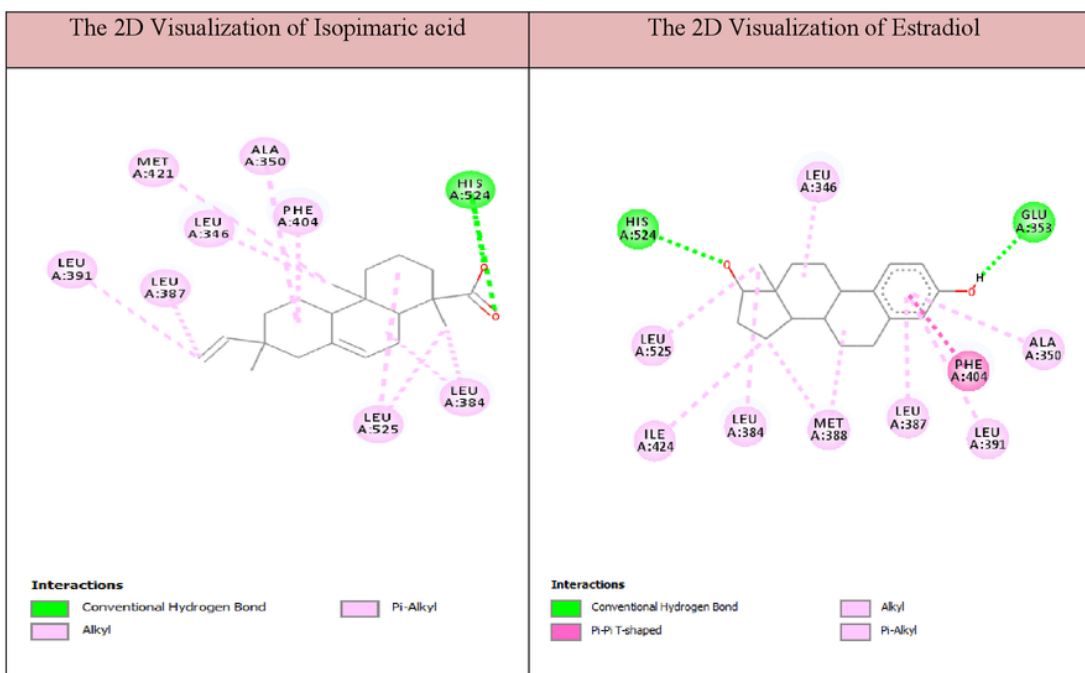 The 2D Visualization of Isopimaric acid
The 2D Visualization of Estradiol
ALA
A:350
MET
A:421
HIS
A:524
PHE
A:404
LEU
A:346
LEU
A:391
LEU
A:387
O
O
LEU
A:384
LEU
A:525
Interactions
Conventional Hydrogen Bond
Pi-Alkyl
Alkyl
LEU
A:346
HIS
A:524
GLU
A:353
O
H
O
LEU
A:525
ALA
A:350
PHE
A:404
ILE
A:424
LEU
A:384
MET
A:388
LEU
A:387
LEU
A:391
Interactions
Conventional Hydrogen Bond
Alkyl
Pi-Pi T-shaped
Pi-Alkyl